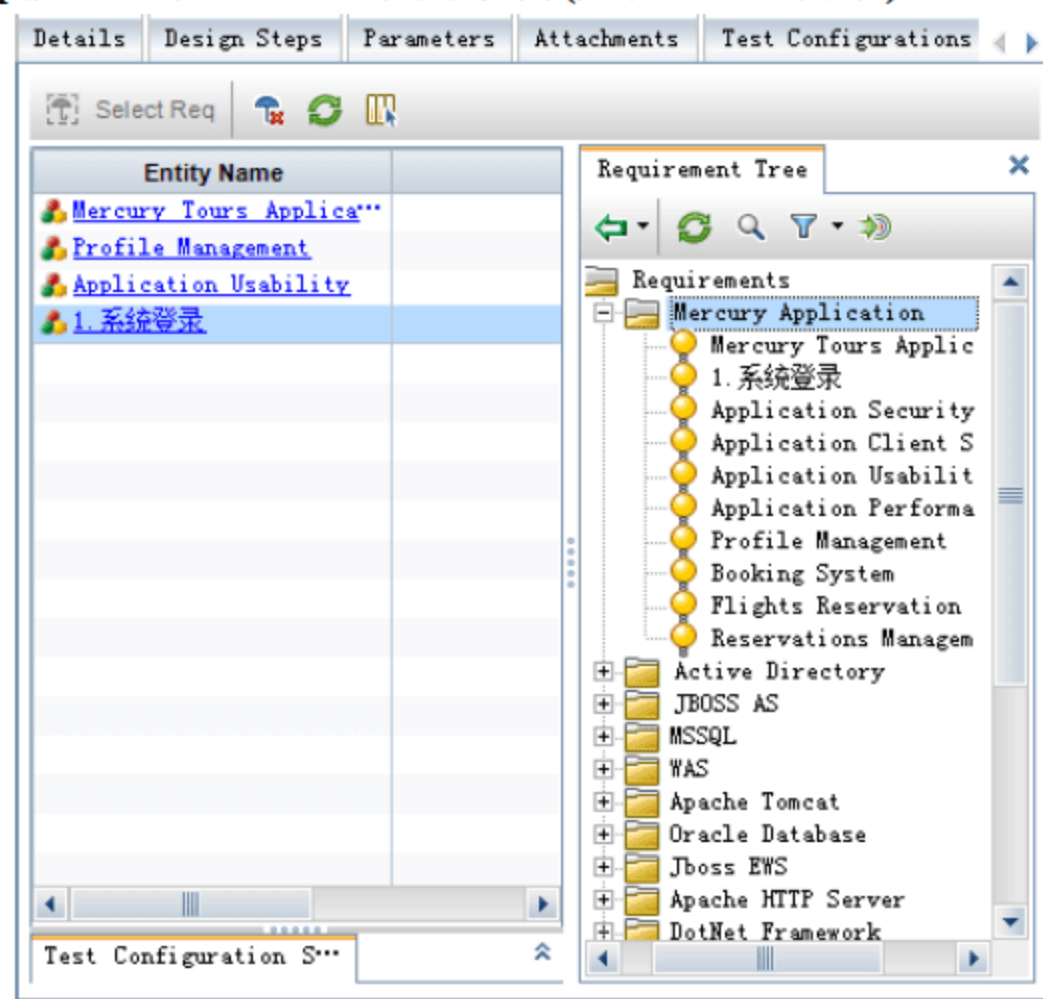 Details Design Steps Parameters Attachments Test Configurations
Select Req
Entity Name
Mercury Tours Applica…
Profile Management
Application Usability
1.系统登录
Test Configuration S…
Requirement Tree
Requirements
Mercury Application
Mercury Tours Applic
1.系统登录
Application Security
Application Client S
Application Usabilit
Application Performa
Profile Management
Booking System
Flights Reservation
Reservations Managem
Active Directory
JBOSS AS
MSSQL
WAS
Apache Tomcat
Oracle Database
Jboss EWS
Apache HTTP Server
DotNet Framework